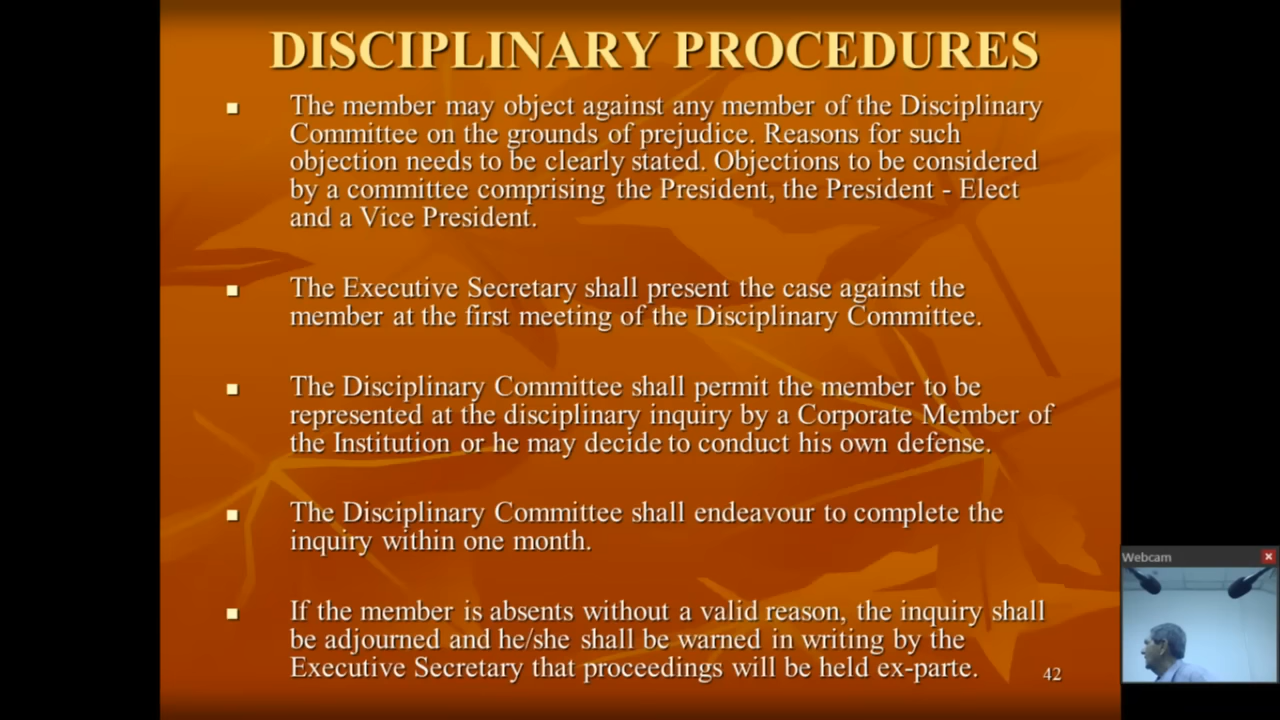 DISCIPLINARY PROCEDURES
The member may object against any member of the Disciplinary
Committee on the grounds of prejudice. Reasons for such
objection needs to be clearly stated. Objections to be considered
by a committee comprising the President, the President - Elect
and a Vice President.
The Executive Secretary shall present the case against the
member at the first meeting of the Disciplinary Committee.
The Disciplinary Committee shall permit the member to be
represented at the disciplinary inquiry by a Corporate Member of
the Institution or he may decide to conduct his own defense.
The Disciplinary Committee shall endeavour to complete the
inquiry within one month.
If the member is absents without a valid reason, the inquiry shall
be adjourned and he/she shall be warned in writing by the
Executive Secretary that proceedings will be held ex-parte.
42
Webcam